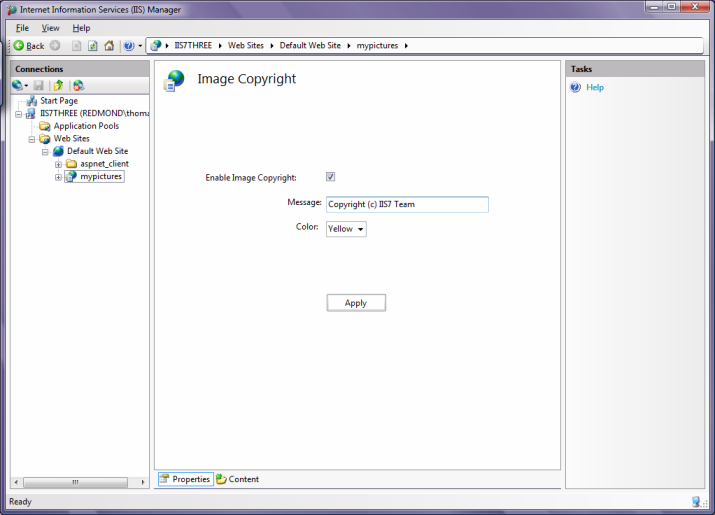 Internet Information Services (IIS) Manager
File View Help
Back IIS7THREE Web Sites Default Web Site mypictures
Connections
Start Page
IIS7THREE (REDMOND\thoma
Application Pools
Web Sites
Default Web Site
aspnet_client
mypictures
Image Copyright
Enable Image Copyright:
Message: Copyright (c) IIS7 Team
Color: Yellow
Apply
Properties Content
Tasks
Help
Ready